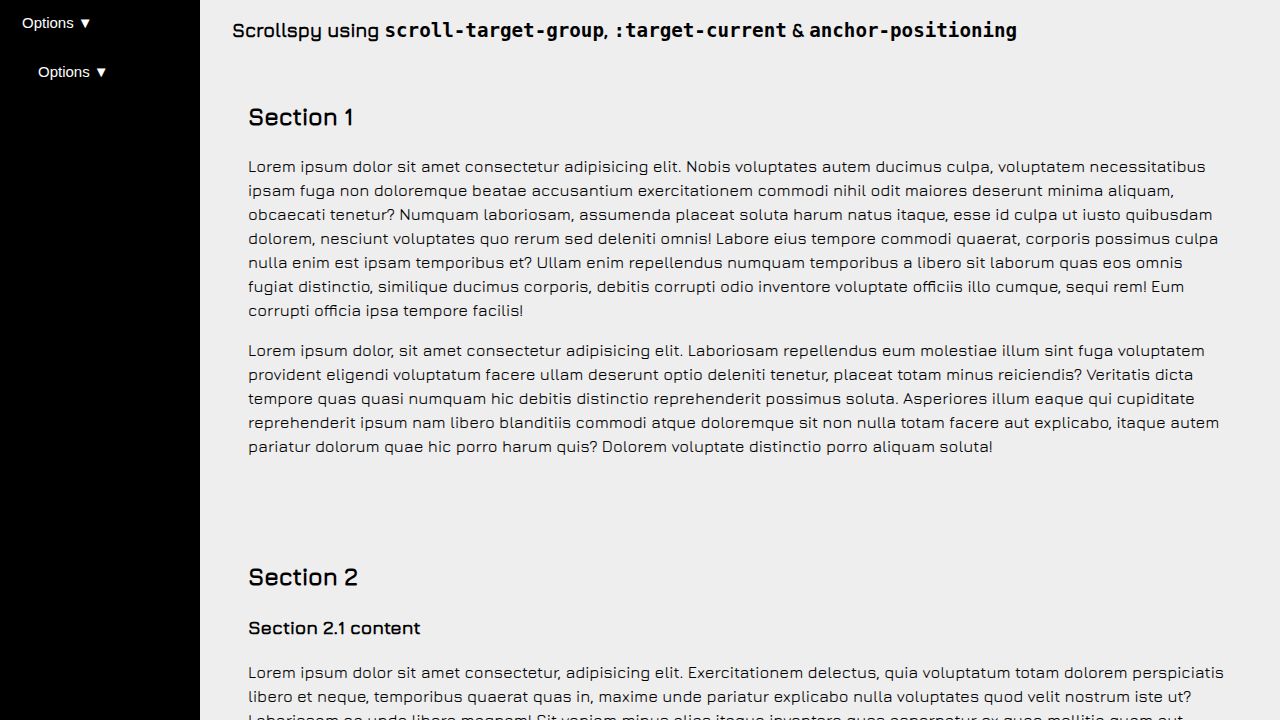 Options ▼
Options ▼
Scrollspy using scroll-target-group, :target-current & anchor-positioning
Section 1
Lorem ipsum dolor sit amet consectetur adipisicing elit. Nobis voluptates autem ducimus culpa, voluptatem necessitatibus
ipsam fuga non doloremque beatae accusantium exercitationem commodi nihil odit maiores deserunt minima aliquam,
obcaecati tenetur? Numquam laboriosam, assumenda placeat soluta harum natus itaque, esse id culpa ut iusto quibusdam
dolorem, nesciunt voluptates quo rerum sed deleniti omnis! Labore eius tempore commodi quaerat, corporis possimus culpa
nulla enim est ipsam temporibus et? Ullam enim repellendus numquam temporibus a libero sit laborum quas eos omnis
fugiat distinctio, similique ducimus corporis, debitis corrupti odio inventore voluptate officiis illo cumque, sequi rem! Eum
corrupti officia ipsa tempore facilis!
Lorem ipsum dolor, sit amet consectetur adipisicing elit. Laboriosam repellendus eum molestiae illum sint fuga voluptatem
provident eligendi voluptatum facere ullam deserunt optio deleniti tenetur, placeat totam minus reiciendis? Veritatis dicta
tempore quas quasi numquam hic debitis distinctio reprehenderit possimus soluta. Asperiores illum eaque qui cupiditate
reprehenderit ipsum nam libero blanditiis commodi atque doloremque sit non nulla totam facere aut explicabo, itaque autem
pariatur dolorum quae hic porro harum quis? Dolorem voluptate distinctio porro aliquam soluta!
Section 2
Section 2.1 content
Lorem ipsum dolor sit amet consectetur, adipisicing elit. Exercitationem delectus, quia voluptatum totam dolorem perspiciatis
libero et neque, temporibus quaerat quas in, maxime unde pariatur explicabo nulla voluptates quod velit nostrum iste ut?